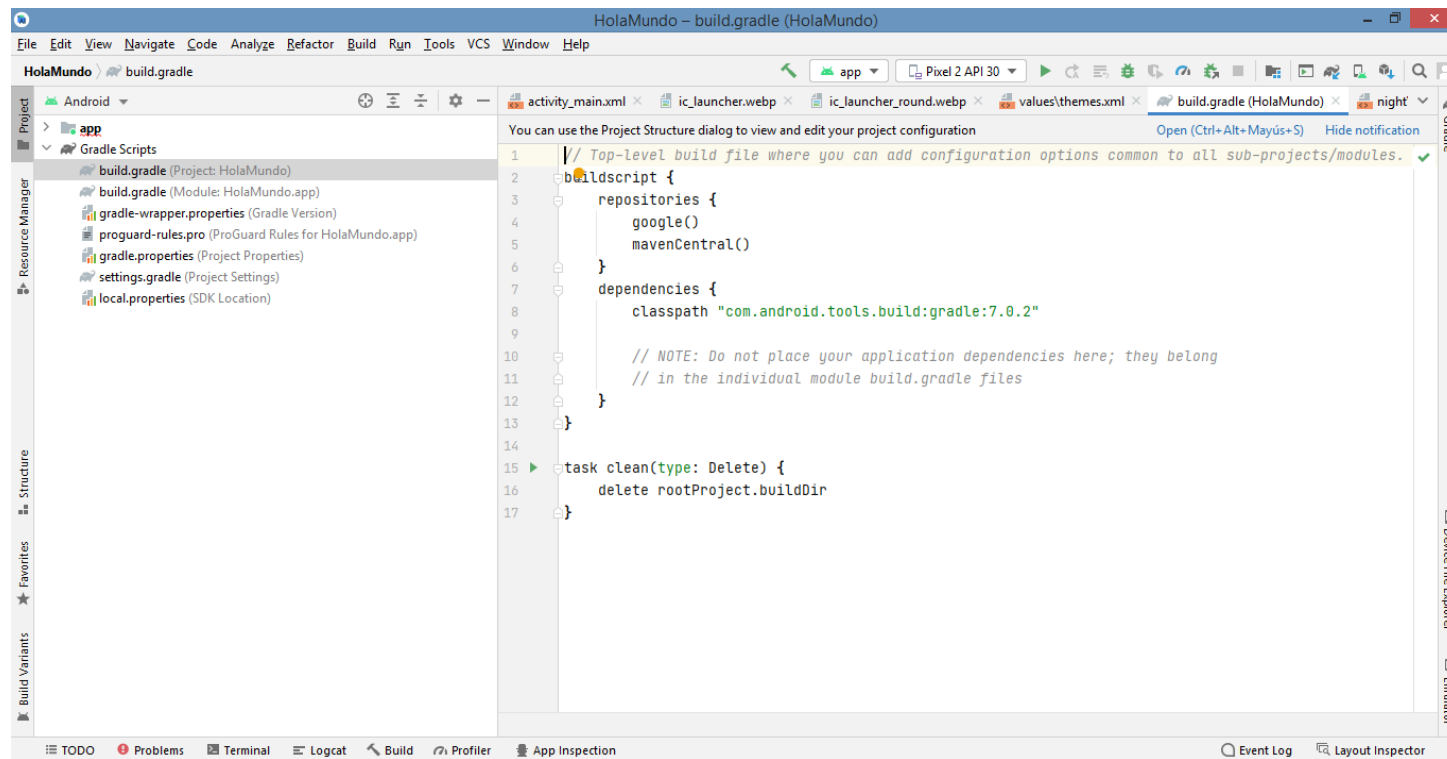 HolaMundo – build.gradle (HolaMundo)
File Edit View Navigate Code Analyze Refactor Build Run Tools VCS Window Help
HolaMundo build.gradle
app Pixel 2 API 30
Project
Resource Manager
Structure
Favorites
Build Variants
Android
app
Gradle Scripts
build.gradle (Project: HolaMundo)
build.gradle (Module: HolaMundo.app)
gradle-wrapper.properties (Gradle Version)
proguard-rules.pro (ProGuard Rules for HolaMundo.app)
gradle.properties (Project Properties)
settings.gradle (Project Settings)
local.properties (SDK Location)
activity_main.xml ic_launcher.webp ic_launcher_round.webp values\themes.xml build.gradle (HolaMundo) night
You can use the Project Structure dialog to view and edit your project configuration Open (Ctrl+Alt+Mayús+S) Hide notification
1 // Top-level build file where you can add configuration options common to all sub-projects/modules.
2 buildscript {
3 repositories {
4 google()
5 mavenCentral()
6 }
7 dependencies {
8 classpath "com.android.tools.build:gradle:7.0.2"
9
10 // NOTE: Do not place your application dependencies here; they belong
11 // in the individual module build.gradle files
12 }
13 }
14
15 task clean(type: Delete) {
16 delete rootProject.buildDir
17 }
TODO Problems Terminal Logcat Build Profiler App Inspection Event Log Layout Inspector